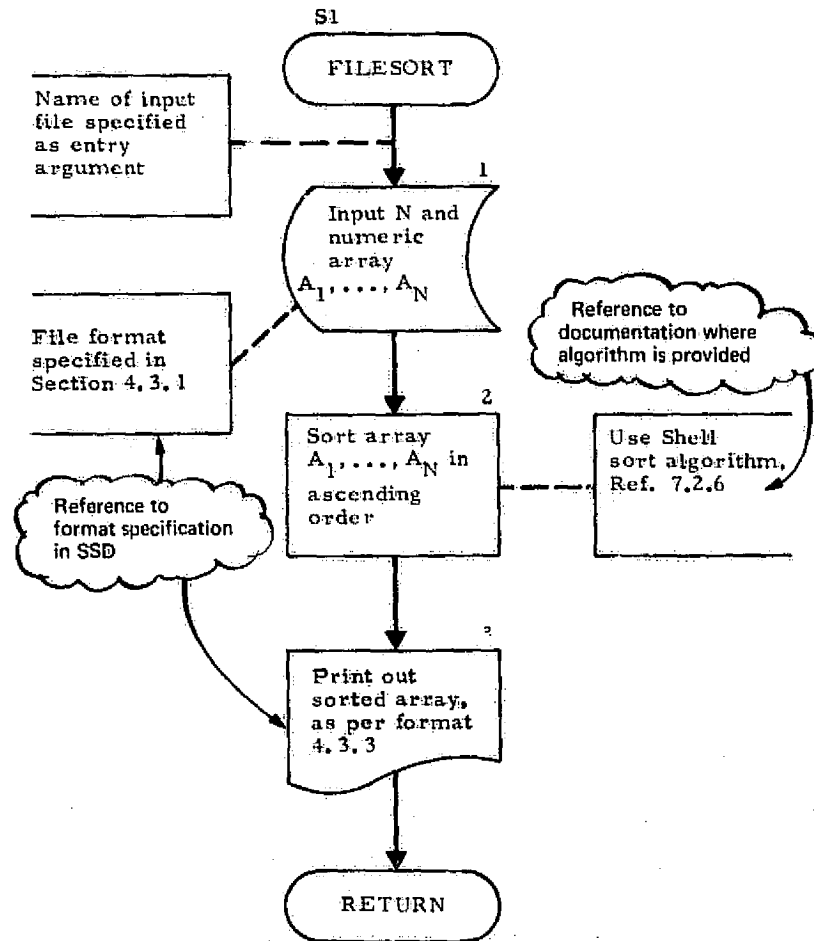 S1
FILESORT
Name of input
file specified
as entry
argument
1
Input N and
numeric
array
A1, . . . . , AN
File format
specified in
Section 4. 3. 1
Reference to
documentation where
algorithm is provided
2
Sort array
A1, . . . . , AN in
ascending
order
Use Shell
sort algorithm,
Ref. 7.2.6
Reference to
format specification
in SSD
Print out
sorted array,
as per format
4. 3. 3
RETURN